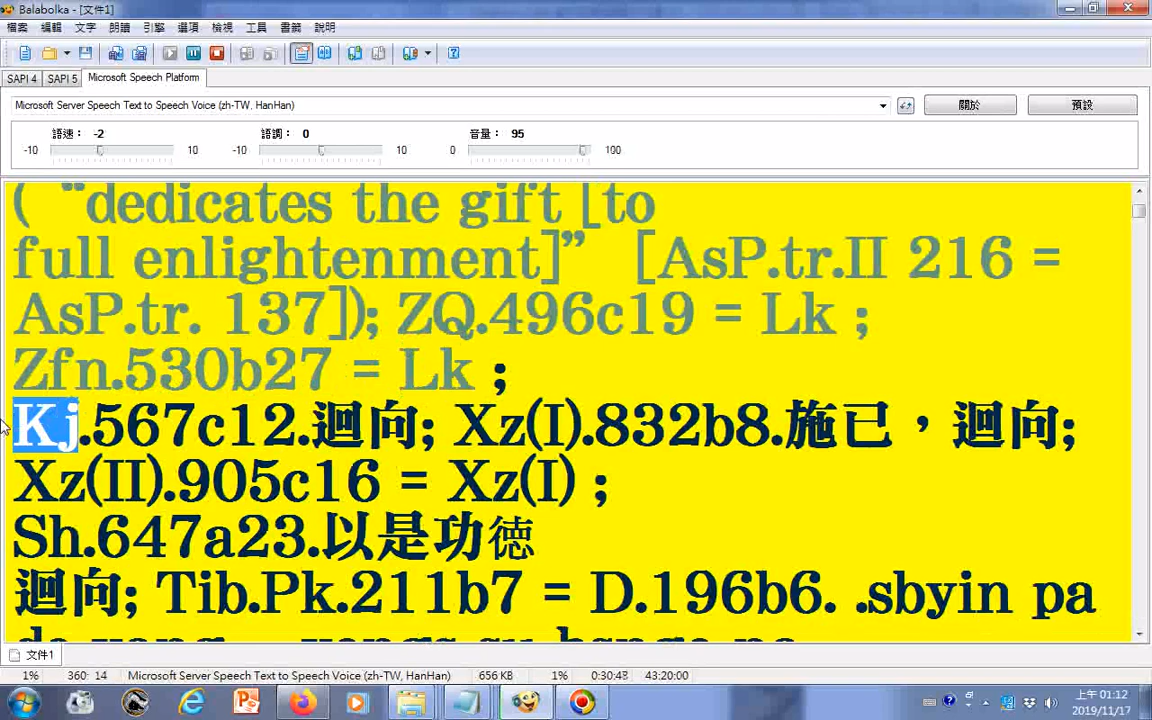 Balabolka - [文件1]
檔案 編輯 文字 朗讀 引擎 選項 檢視 工具 書籤 說明
SAPI 4 SAPI 5 Microsoft Speech Platform
Microsoft Server Speech Text to Speech Voice (zh-TW, HanHan) 關於 預設
語速： -2 語調： 0 音量： 95
-10 10 -10 10 0 100
( “dedicates the gift [to
full enlightenment]” [AsP.tr.II 216 =
AsP.tr. 137]); ZQ.496c19 = Lk ;
Zfn.530b27 = Lk ;
Kj.567c12.迴向; Xz(I).832b8.施已，迴向;
Xz(II).905c16 = Xz(I) ;
Sh.647a23.以是功徳
迴向; Tib.Pk.211b7 = D.196b6. .sbyin pa
文件1
1% 360: 14 Microsoft Server Speech Text to Speech Voice (zh-TW, HanHan) 656 KB 1% 0:30:48 43:20:00
上午 01:12
2019/11/17